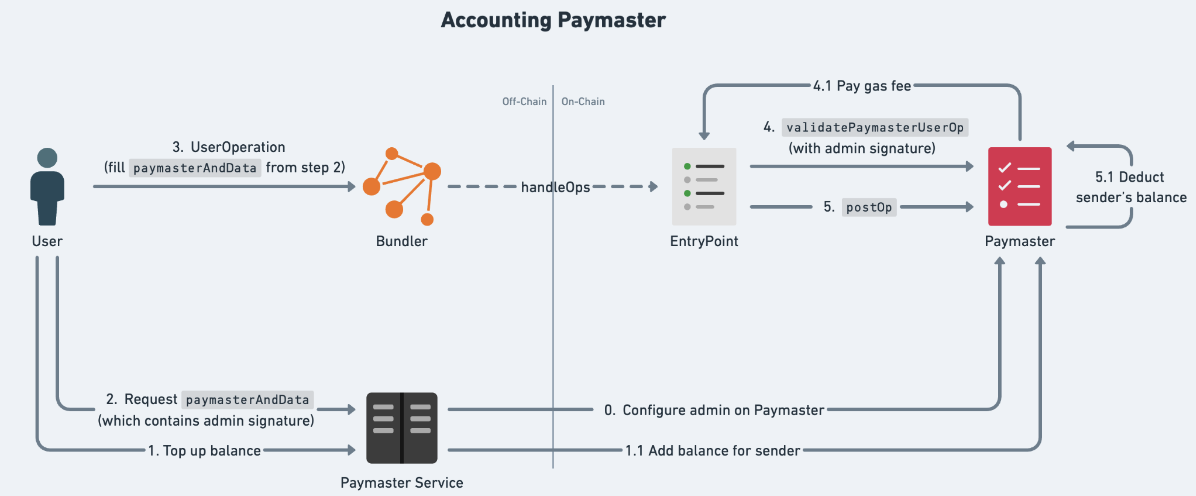 Accounting Paymaster
Off-Chain
On-Chain
4.1 Pay gas fee
3. UserOperation
(fill paymasterAndData from step 2)
4. validatePaymasterUserOp
(with admin signature)
handleOps
5. postOp
5.1 Deduct
sender's balance
User
Bundler
EntryPoint
Paymaster
2. Request paymasterAndData
(which contains admin signature)
0. Configure admin on Paymaster
1. Top up balance
1.1 Add balance for sender
Paymaster Service